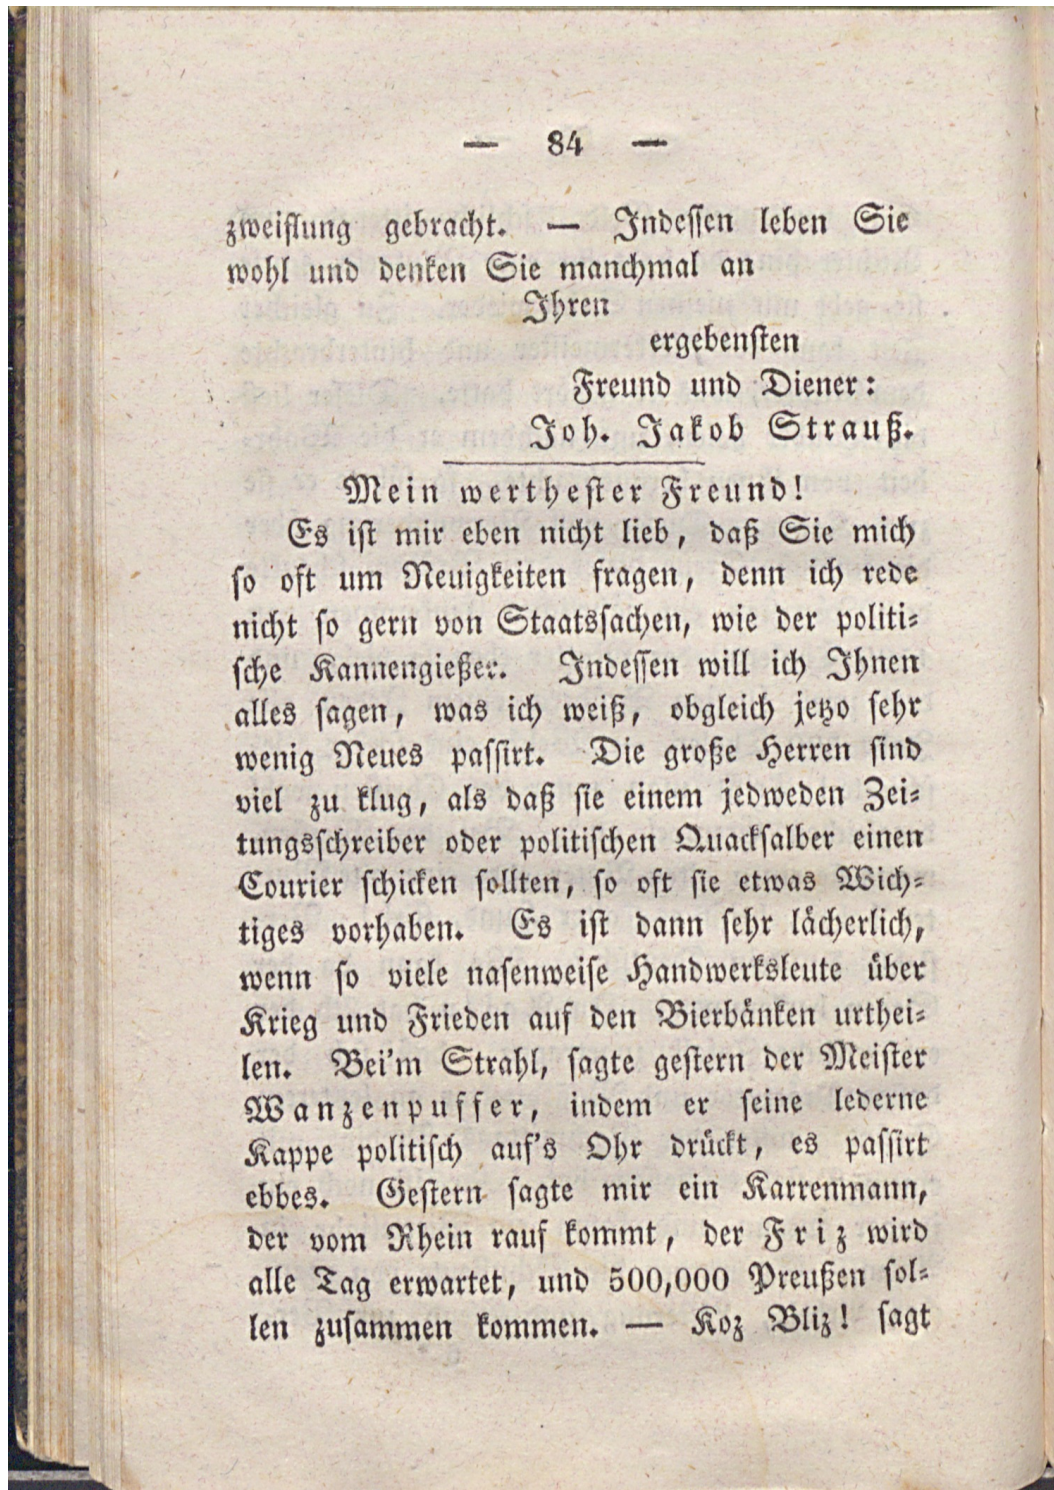 — 84 —
zweiflung gebracht. — Indessen leben Sie
wohl und denken Sie manchmal an
Ihren
ergebensten
Freund und Diener:
Joh. Jakob Strauß.
Mein werthester Freund!
Es ist mir eben nicht lieb, daß Sie mich
so oft um Neuigkeiten fragen, denn ich rede
nicht so gern von Staatssachen, wie der politi-
sche Kannengießer. Indessen will ich Ihnen
alles sagen, was ich weiß, obgleich jetzo sehr
wenig Neues passirt. Die große Herren sind
viel zu klug, als daß sie einem jedweden Zei-
tungsschreiber oder politischen Quacksalber einen
Courier schicken sollten, so oft sie etwas Wich-
tiges vorhaben. Es ist dann sehr lächerlich,
wenn so viele nasenweise Handwerksleute über
Krieg und Frieden auf den Bierbänken urthei-
len. Bei'm Strahl, sagte gestern der Meister
Wanzenpuffer, indem er seine lederne
Kappe politisch auf's Ohr drückt, es passirt
ebbes. Gestern sagte mir ein Karrenmann,
der vom Rhein rauf kommt, der Friz wird
alle Tag erwartet, und 500,000 Preußen sol-
len zusammen kommen. — Koz Bliz! sagt